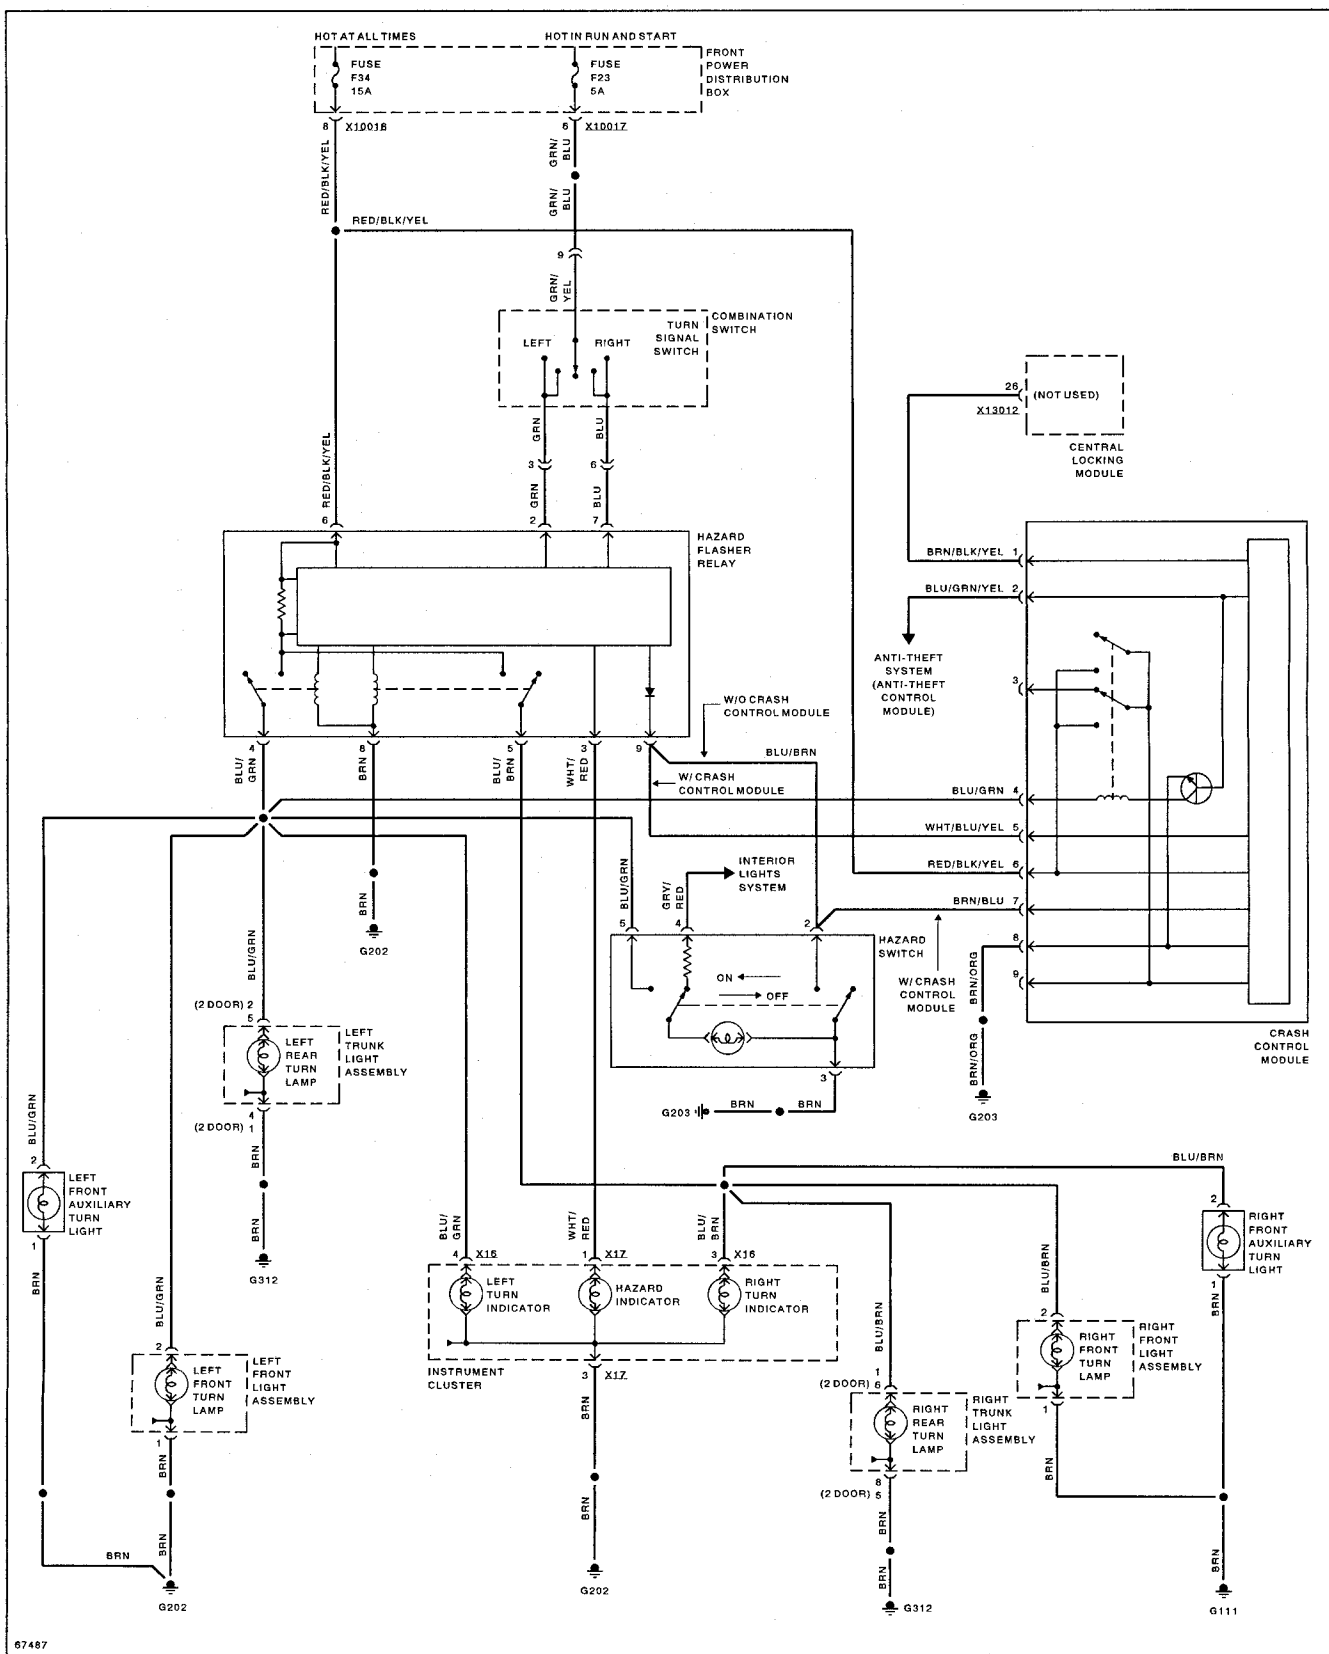 HOT AT ALL TIMES
HOT IN RUN AND START
FUSE
F34
15A
FUSE
F23
5A
FRONT
POWER
DISTRIBUTION
BOX
8 X10016
6 X10017
RED/BLK/YEL
GRN/
BLU
GRN/
BLU
RED/BLK/YEL
9
GRN/
YEL
COMBINATION
SWITCH
TURN
SIGNAL
SWITCH
LEFT
RIGHT
GRN
BLU
3
6
RED/BLK/YEL
GRN
BLU
6
2
7
26
(NOT USED)
X13012
CENTRAL
LOCKING
MODULE
HAZARD
FLASHER
RELAY
BRN/BLK/YEL 1
BLU/GRN/YEL 2
ANTI-THEFT
SYSTEM
(ANTI-THEFT
CONTROL
MODULE)
3
W/O CRASH
CONTROL MODULE
4
8
5
3
9
BLU/
GRN
BRN
BLU/
BRN
WHT/
RED
BLU/BRN
W/ CRASH
CONTROL MODULE
BLU/GRN 4
WHT/BLU/YEL 5
RED/BLK/YEL 6
BRN/BLU 7
8
9
INTERIOR
LIGHTS
SYSTEM
BLU/GRN
GRY/
RED
5
4
2
HAZARD
SWITCH
ON
OFF
W/ CRASH
CONTROL
MODULE
BRN/ORG
BRN/ORG
G203
CRASH
CONTROL
MODULE
BRN
G202
BLU/GRN
(2 DOOR) 2
5
LEFT
REAR
TURN
LAMP
LEFT
TRUNK
LIGHT
ASSEMBLY
4
(2 DOOR) 1
BRN
BRN
G312
3
G203
BRN
BRN
BLU/GRN
2
LEFT
FRONT
AUXILIARY
TURN
LIGHT
1
BRN
BLU/BRN
2
RIGHT
FRONT
AUXILIARY
TURN
LIGHT
1
BRN
BLU/
GRN
WHT/
RED
BLU/
BRN
4 X16
1 X17
3 X16
LEFT
TURN
INDICATOR
HAZARD
INDICATOR
RIGHT
TURN
INDICATOR
INSTRUMENT
CLUSTER
3 X17
BRN
BRN
G202
BLU/GRN
2
LEFT
FRONT
TURN
LAMP
LEFT
FRONT
LIGHT
ASSEMBLY
1
BRN
BRN
BRN
G202
BLU/BRN
1
(2 DOOR) 6
RIGHT
REAR
TURN
LAMP
RIGHT
TRUNK
LIGHT
ASSEMBLY
8
(2 DOOR) 5
BRN
BRN
G312
BLU/BRN
2
RIGHT
FRONT
TURN
LAMP
RIGHT
FRONT
LIGHT
ASSEMBLY
1
BRN
BRN
G111
67487